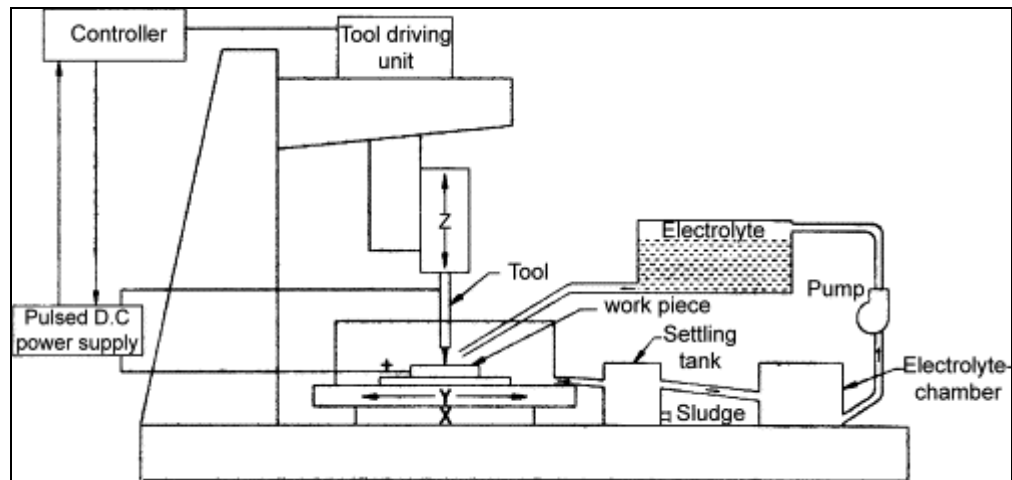 Controller
Tool driving
unit
Z
Electrolyte
Tool
Pump
work piece
Pulsed D.C
power supply
Settling
tank
+
Electrolyte
chamber
Y
X
Sludge